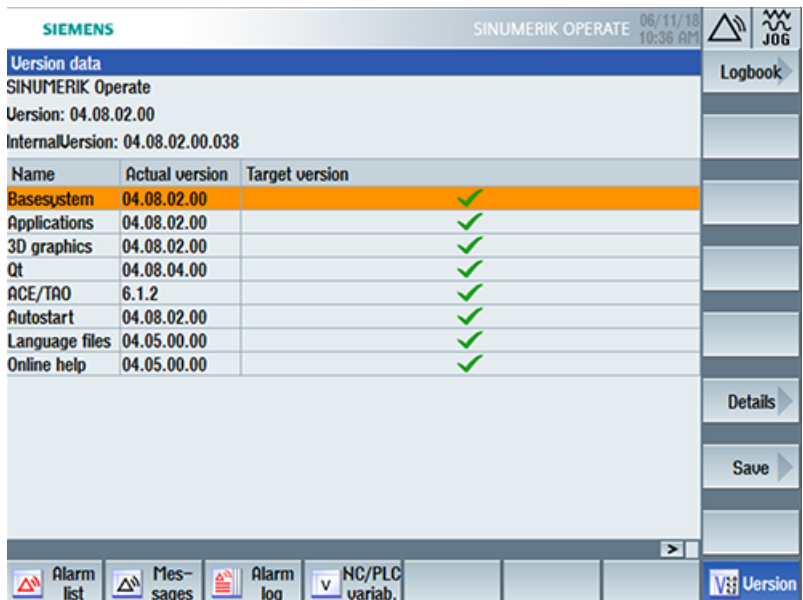 SIEMENS
SINUMERIK OPERATE
06/11/18
10:36 AM
JOG
Version data
SINUMERIK Operate
Version: 04.08.02.00
InternalVersion: 04.08.02.00.038
Name Actual version Target version
Basesystem 04.08.02.00
Applications 04.08.02.00
3D graphics 04.08.02.00
Qt 04.08.04.00
ACE/TAO 6.1.2
Autostart 04.08.02.00
Language files 04.05.00.00
Online help 04.05.00.00
Logbook
Details
Save
>
Alarm
list
Mes-
sages
Alarm
log
V
NC/PLC
variab.
Version